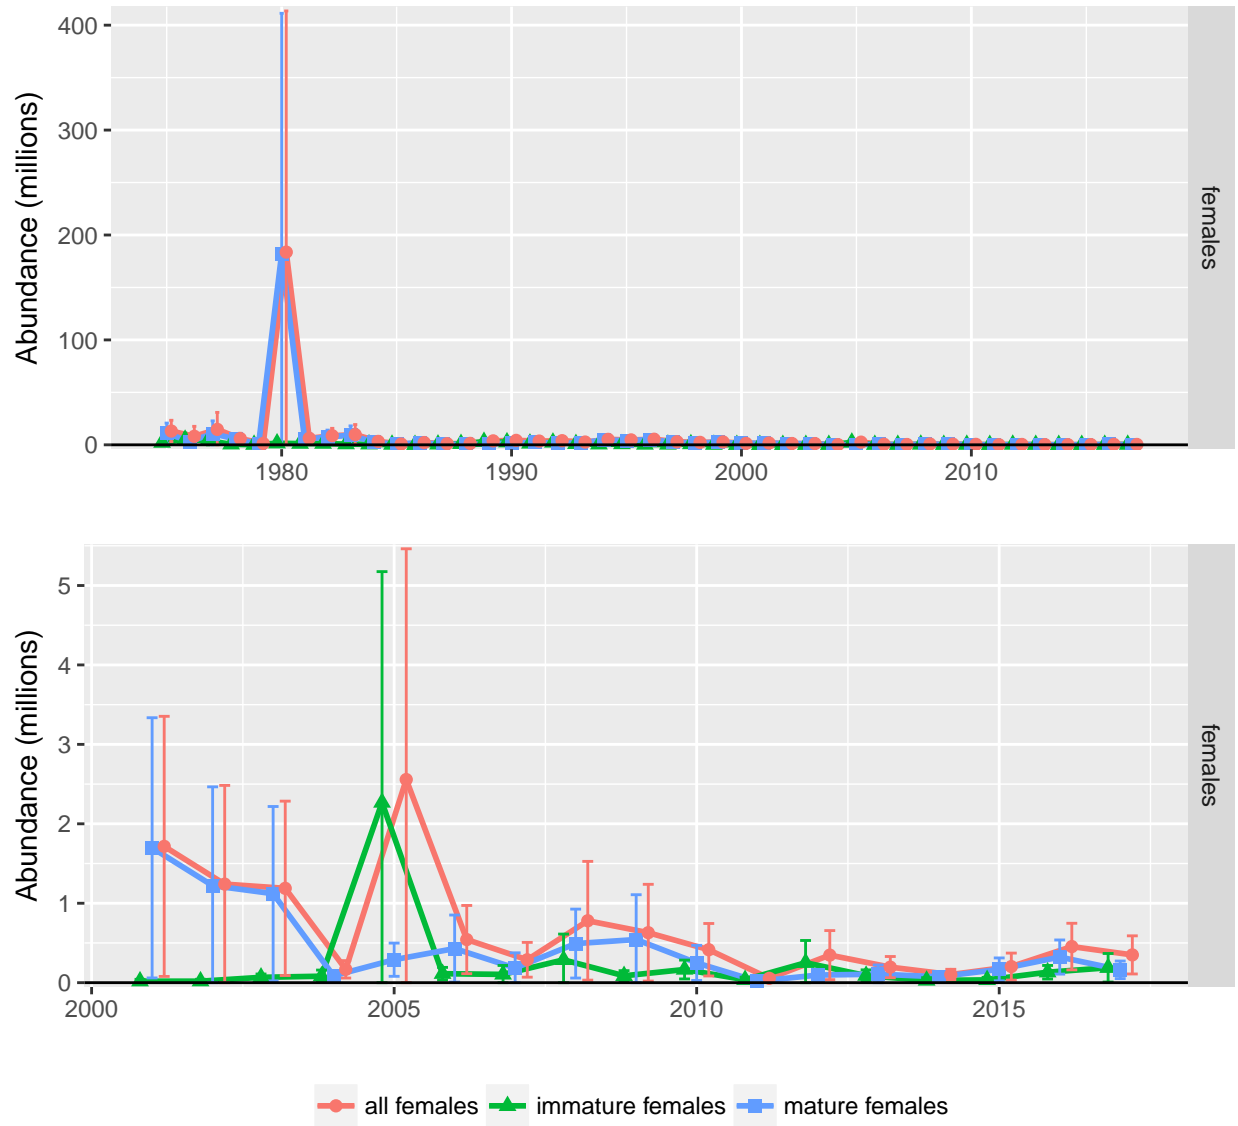 400
300
200
100
0
Abundance (millions)
females
1980
1990
2000
2010
5
4
3
2
1
0
Abundance (millions)
females
2000
2005
2010
2015
all females
immature females
mature females